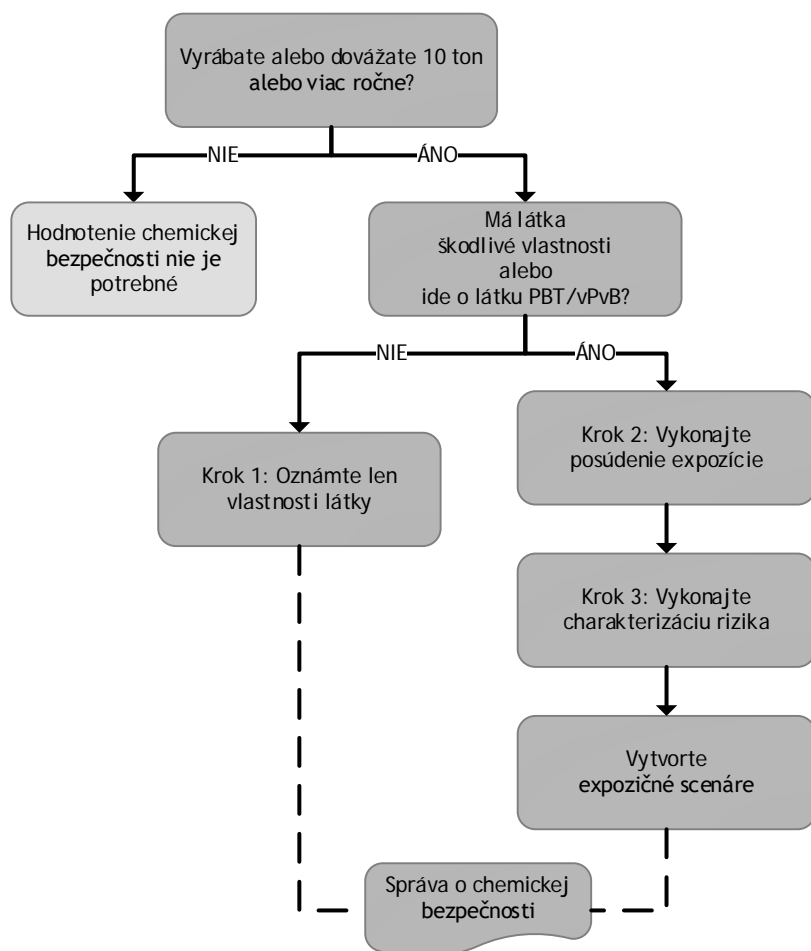 Vyrábate alebo dovážate 10 ton
alebo viac ročne?
NIE
ÁNO
Hodnotenie chemickej
bezpečnosti nie je
potrebné
Má látka
škodlivé vlastnosti
alebo
ide o látku PBT/vPvB?
NIE
ÁNO
Krok 1: Oznámte len
vlastnosti látky
Krok 2: Vykonajte
posúdenie expozície
Krok 3: Vykonajte
charakterizáciu rizika
Vytvorte
expozičné scenáre
Správa o chemickej
bezpečnosti